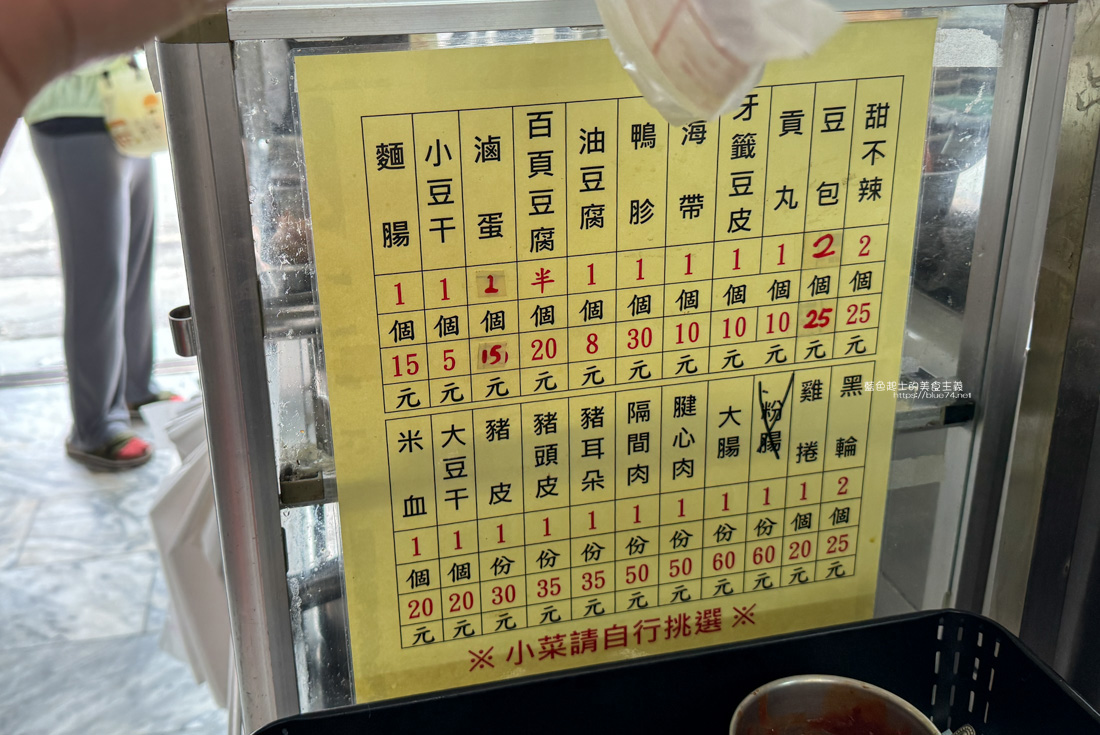 甜不辣 2個 25元
豆包 2個 25元
貢丸 1個 10元
牙籤豆皮 1個 10元
海帶 1個 10元
鴨胗 1個 30元
油豆腐 1個 8元
百頁豆腐 半個 20元
滷蛋 1個 15元
小豆干 1個 5元
麵腸 1個 15元
黑輪 2個 25元
雞捲 1個 20元
粉腸 1份 60元
大腸 1份 60元
腱心肉 1份 50元
隔間肉 1份 50元
豬耳朵 1份 35元
豬頭皮 1份 35元
豬皮 1份 30元
大豆干 1個 20元
米血 1個 20元
※ 小菜請自行挑選 ※
藍色起士的美食主義
https://blue74.net